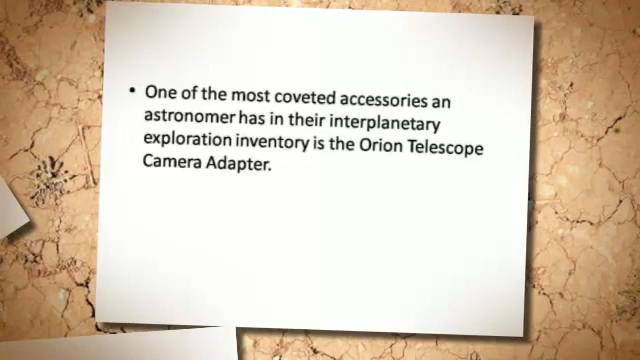 • One of the most coveted accessories an
astronomer has in their interplanetary
exploration inventory is the Orion Telescope
Camera Adapter.